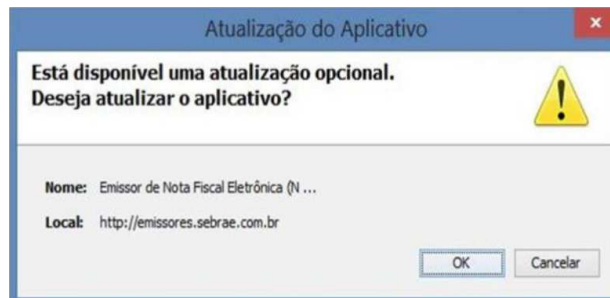 Atualização do Aplicativo
Está disponível uma atualização opcional.
Deseja atualizar o aplicativo?
Nome: Emissor de Nota Fiscal Eletrônica (N ...
Local: http://emissores.sebrae.com.br
OK Cancelar